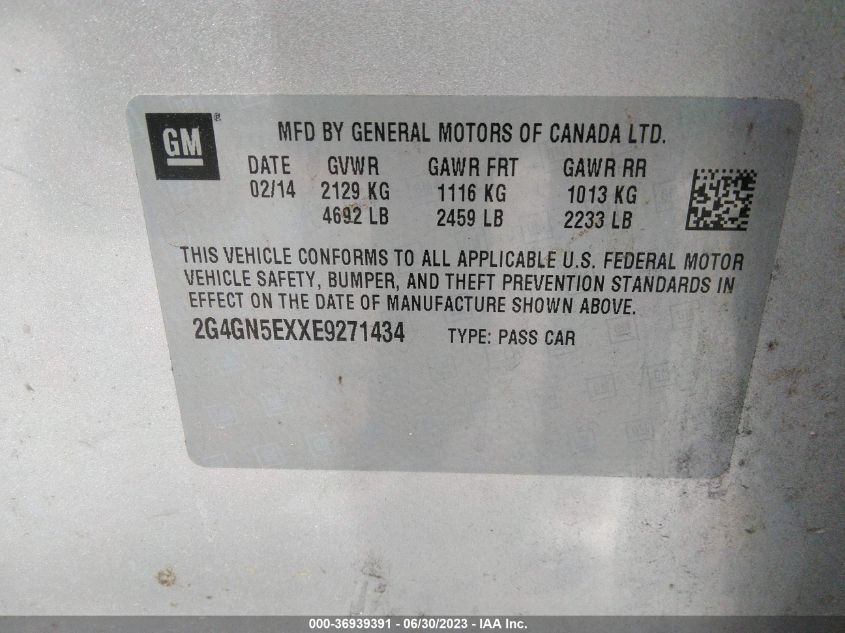 GM ®
MFD BY GENERAL MOTORS OF CANADA LTD.
DATE GVWR GAWR FRT GAWR RR
02/14 2129 KG 1116 KG 1013 KG
4692 LB 2459 LB 2233 LB
THIS VEHICLE CONFORMS TO ALL APPLICABLE U.S. FEDERAL MOTOR
VEHICLE SAFETY, BUMPER, AND THEFT PREVENTION STANDARDS IN
EFFECT ON THE DATE OF MANUFACTURE SHOWN ABOVE.
2G4GN5EXXE9271434 TYPE: PASS CAR
000-36939391 - 06/30/2023 - IAA Inc.